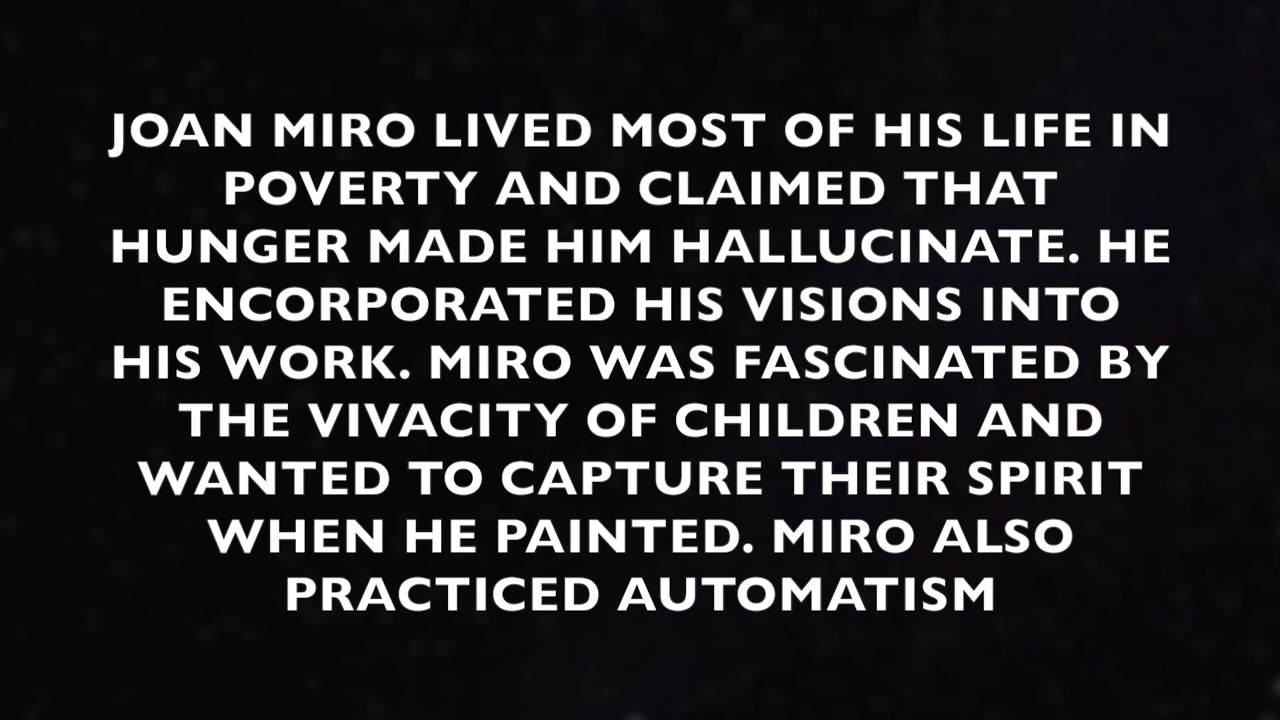 JOAN MIRO LIVED MOST OF HIS LIFE IN
POVERTY AND CLAIMED THAT
HUNGER MADE HIM HALLUCINATE. HE
ENCORPORATED HIS VISIONS INTO
HIS WORK. MIRO WAS FASCINATED BY
THE VIVACITY OF CHILDREN AND
WANTED TO CAPTURE THEIR SPIRIT
WHEN HE PAINTED. MIRO ALSO
PRACTICED AUTOMATISM